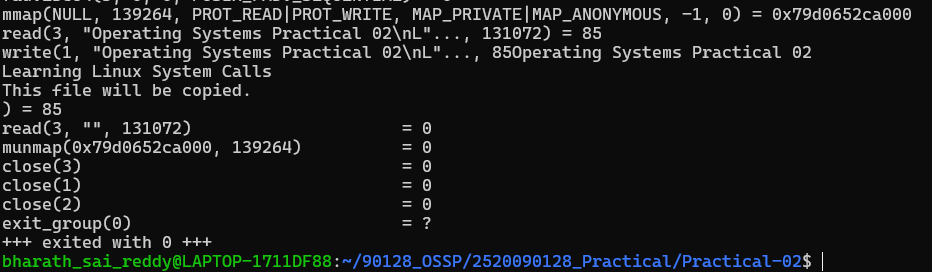 mmap(NULL, 139264, PROT_READ|PROT_WRITE, MAP_PRIVATE|MAP_ANONYMOUS, -1, 0) = 0x79d0652ca000
read(3, "Operating Systems Practical 02\nL"..., 131072) = 85
write(1, "Operating Systems Practical 02\nL"..., 85Operating Systems Practical 02
Learning Linux System Calls
This file will be copied.
) = 85
read(3, "", 131072)                     = 0
munmap(0x79d0652ca000, 139264)          = 0
close(3)                                = 0
close(1)                                = 0
close(2)                                = 0
exit_group(0)                           = ?
+++ exited with 0 +++
bharath_sai_reddy@LAPTOP-1711DF88:~/90128_OSSP/2520090128_Practical/Practical-02$